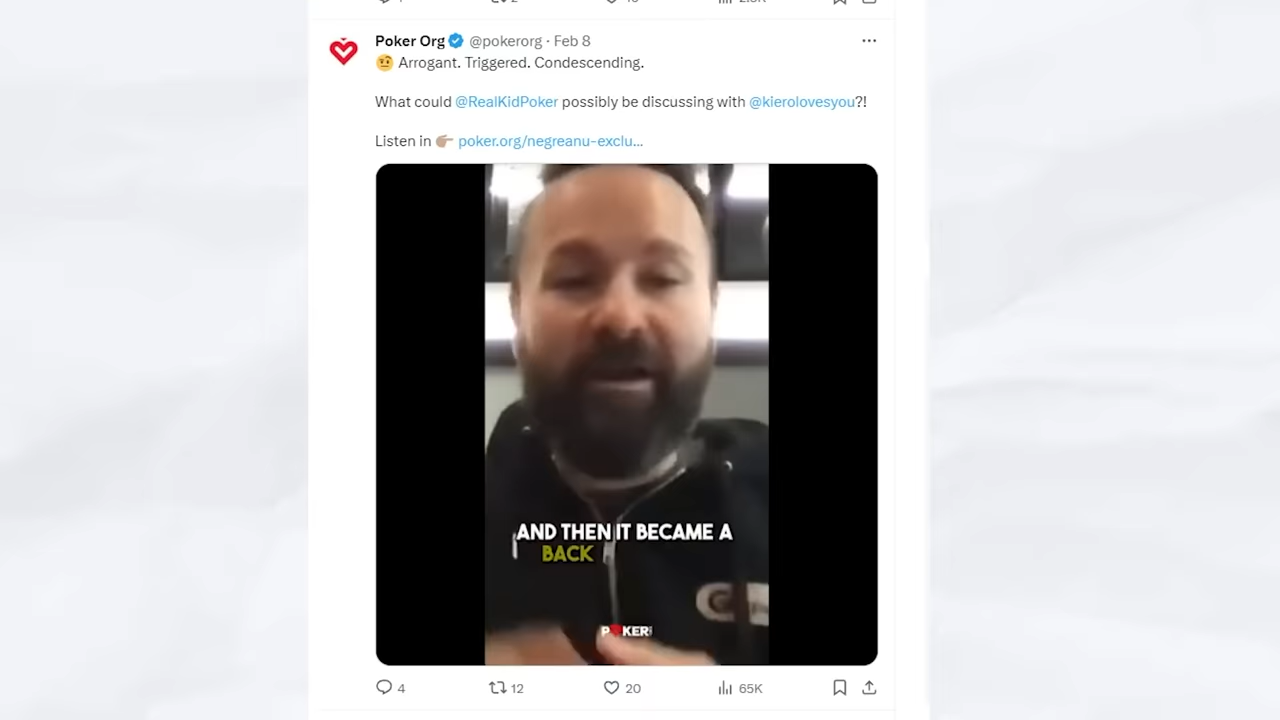 Poker Org @pokerorg · Feb 8
Arrogant. Triggered. Condescending.
What could @RealKidPoker possibly be discussing with @kierolovesyou?!
Listen in poker.org/negreanu-exclu...
AND THEN IT BECAME A
BACK
POKER
4 12 20 65K